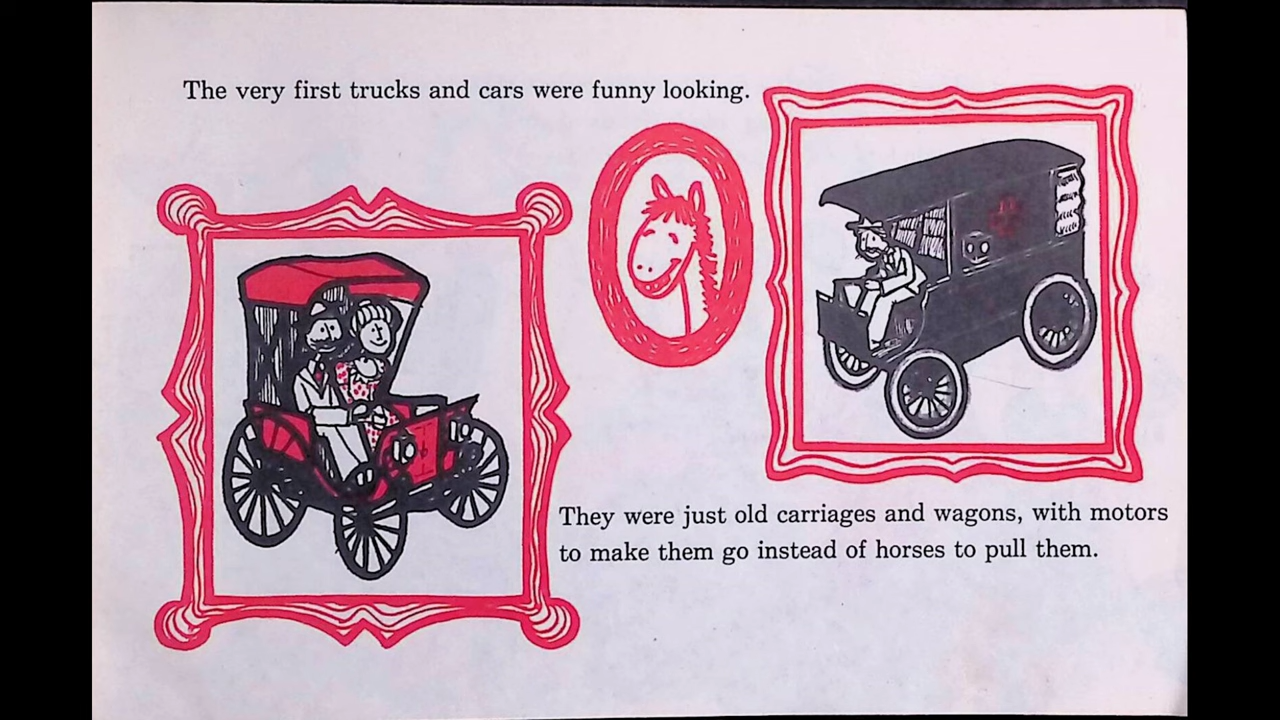 The very first trucks and cars were funny looking.
They were just old carriages and wagons, with motors
to make them go instead of horses to pull them.